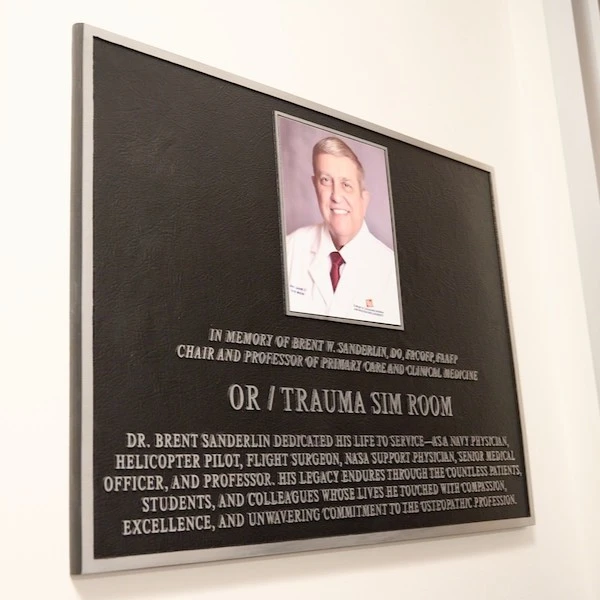 IN MEMORY OF BRENT W. SANDERLIN, DO, FACOFP, FAAFP
CHAIR AND PROFESSOR OF PRIMARY CARE AND CLINICAL MEDICINE
OR / TRAUMA SIM ROOM
DR. BRENT SANDERLIN DEDICATED HIS LIFE TO SERVICE—AS A NAVY PHYSICIAN,
HELICOPTER PILOT, FLIGHT SURGEON, NASA SUPPORT PHYSICIAN, SENIOR MEDICAL
OFFICER, AND PROFESSOR. HIS LEGACY ENDURES THROUGH THE COUNTLESS PATIENTS,
STUDENTS, AND COLLEAGUES WHOSE LIVES HE TOUCHED WITH COMPASSION,
EXCELLENCE, AND UNWAVERING COMMITMENT TO THE OSTEOPATHIC PROFESSION.